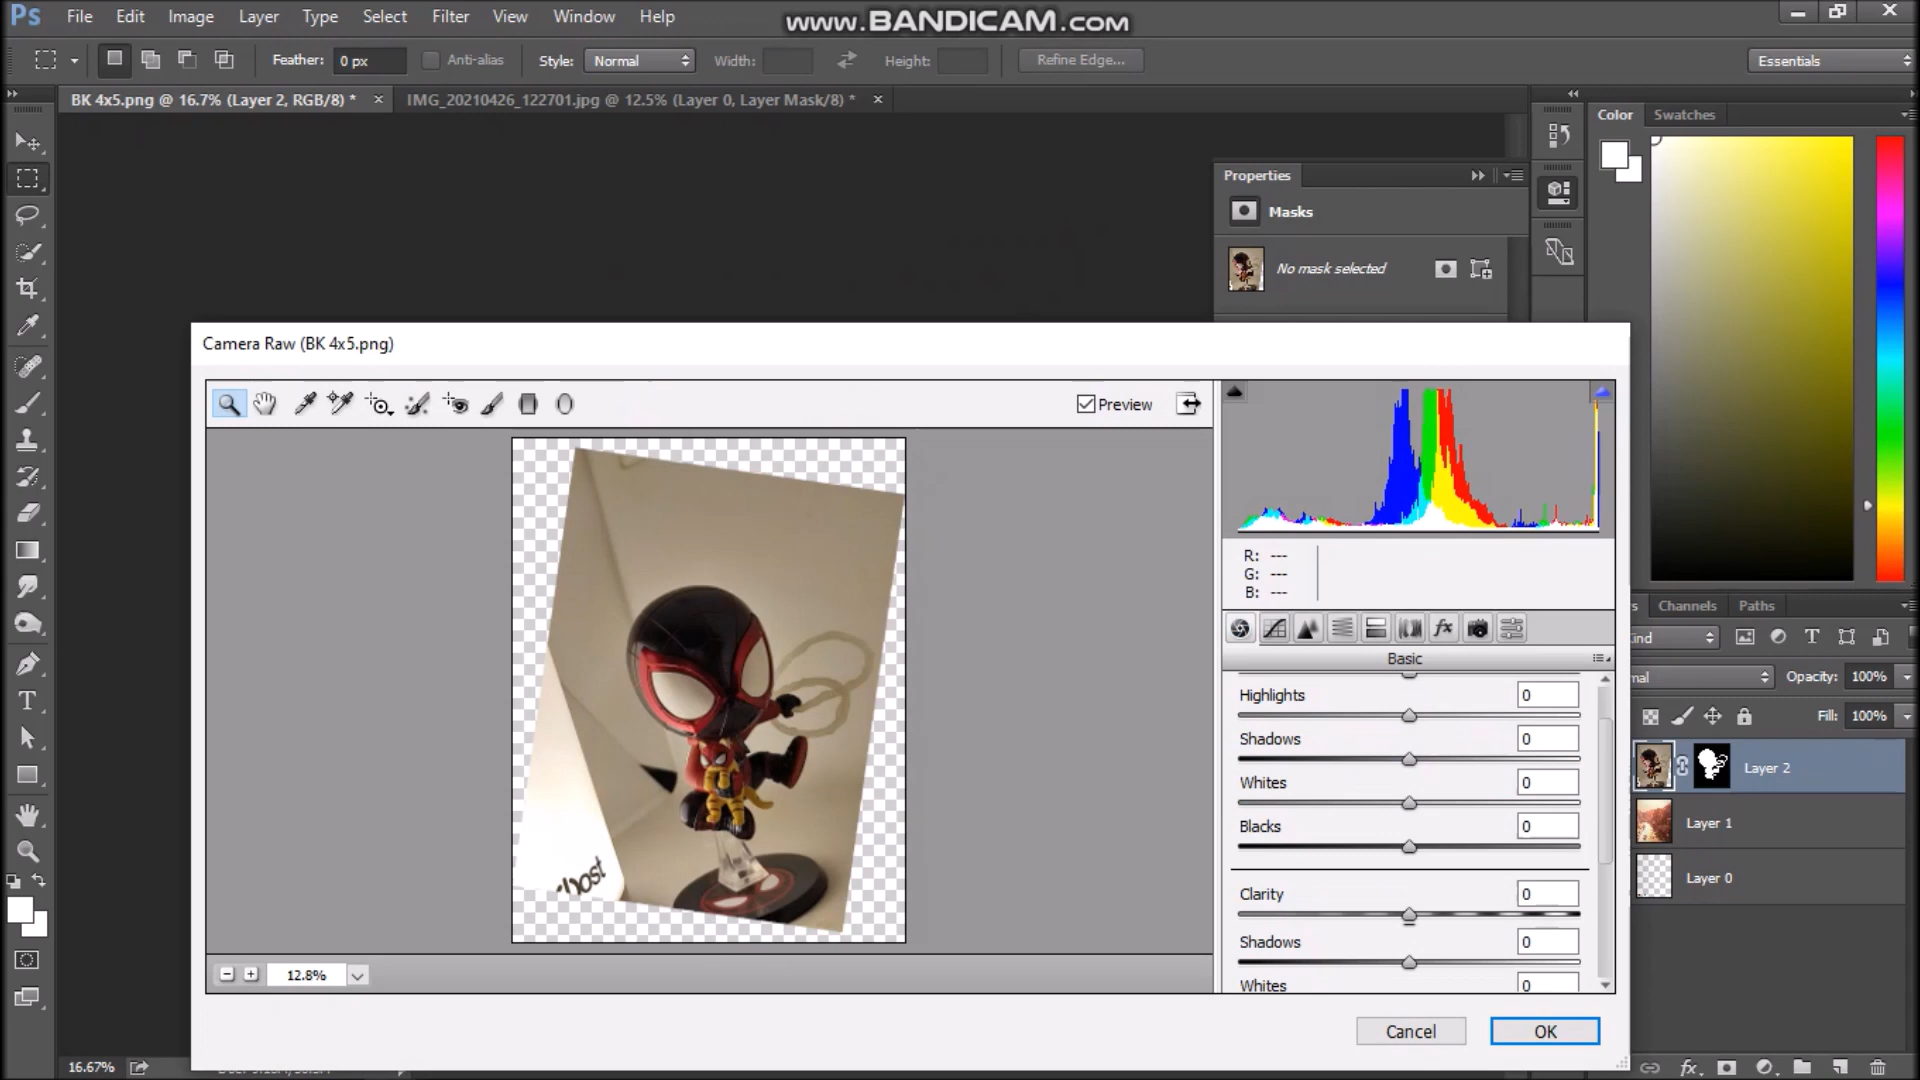 Ps File Edit Image Layer Type Select Filter View Window Help
www.BANDICAM.com
Feather: 0 px Anti-alias Style: Normal Width: Height: Refine Edge... Essentials
BK 4x5.png @ 16.7% (Layer 2, RGB/8) * × IMG_20210426_122701.jpg @ 12.5% (Layer 0, Layer Mask/8) * ×
Color Swatches
Properties
Masks
No mask selected
Camera Raw (BK 4x5.png)
Preview
R: ---
G: ---
B: ---
Basic
Highlights 0
Shadows 0
Whites 0
Blacks 0
Clarity 0
Shadows 0
Whites 0
12.8%
Cancel OK
Channels Paths
Kind
Opacity: 100%
Fill: 100%
Layer 2
Layer 1
Layer 0
16.67%